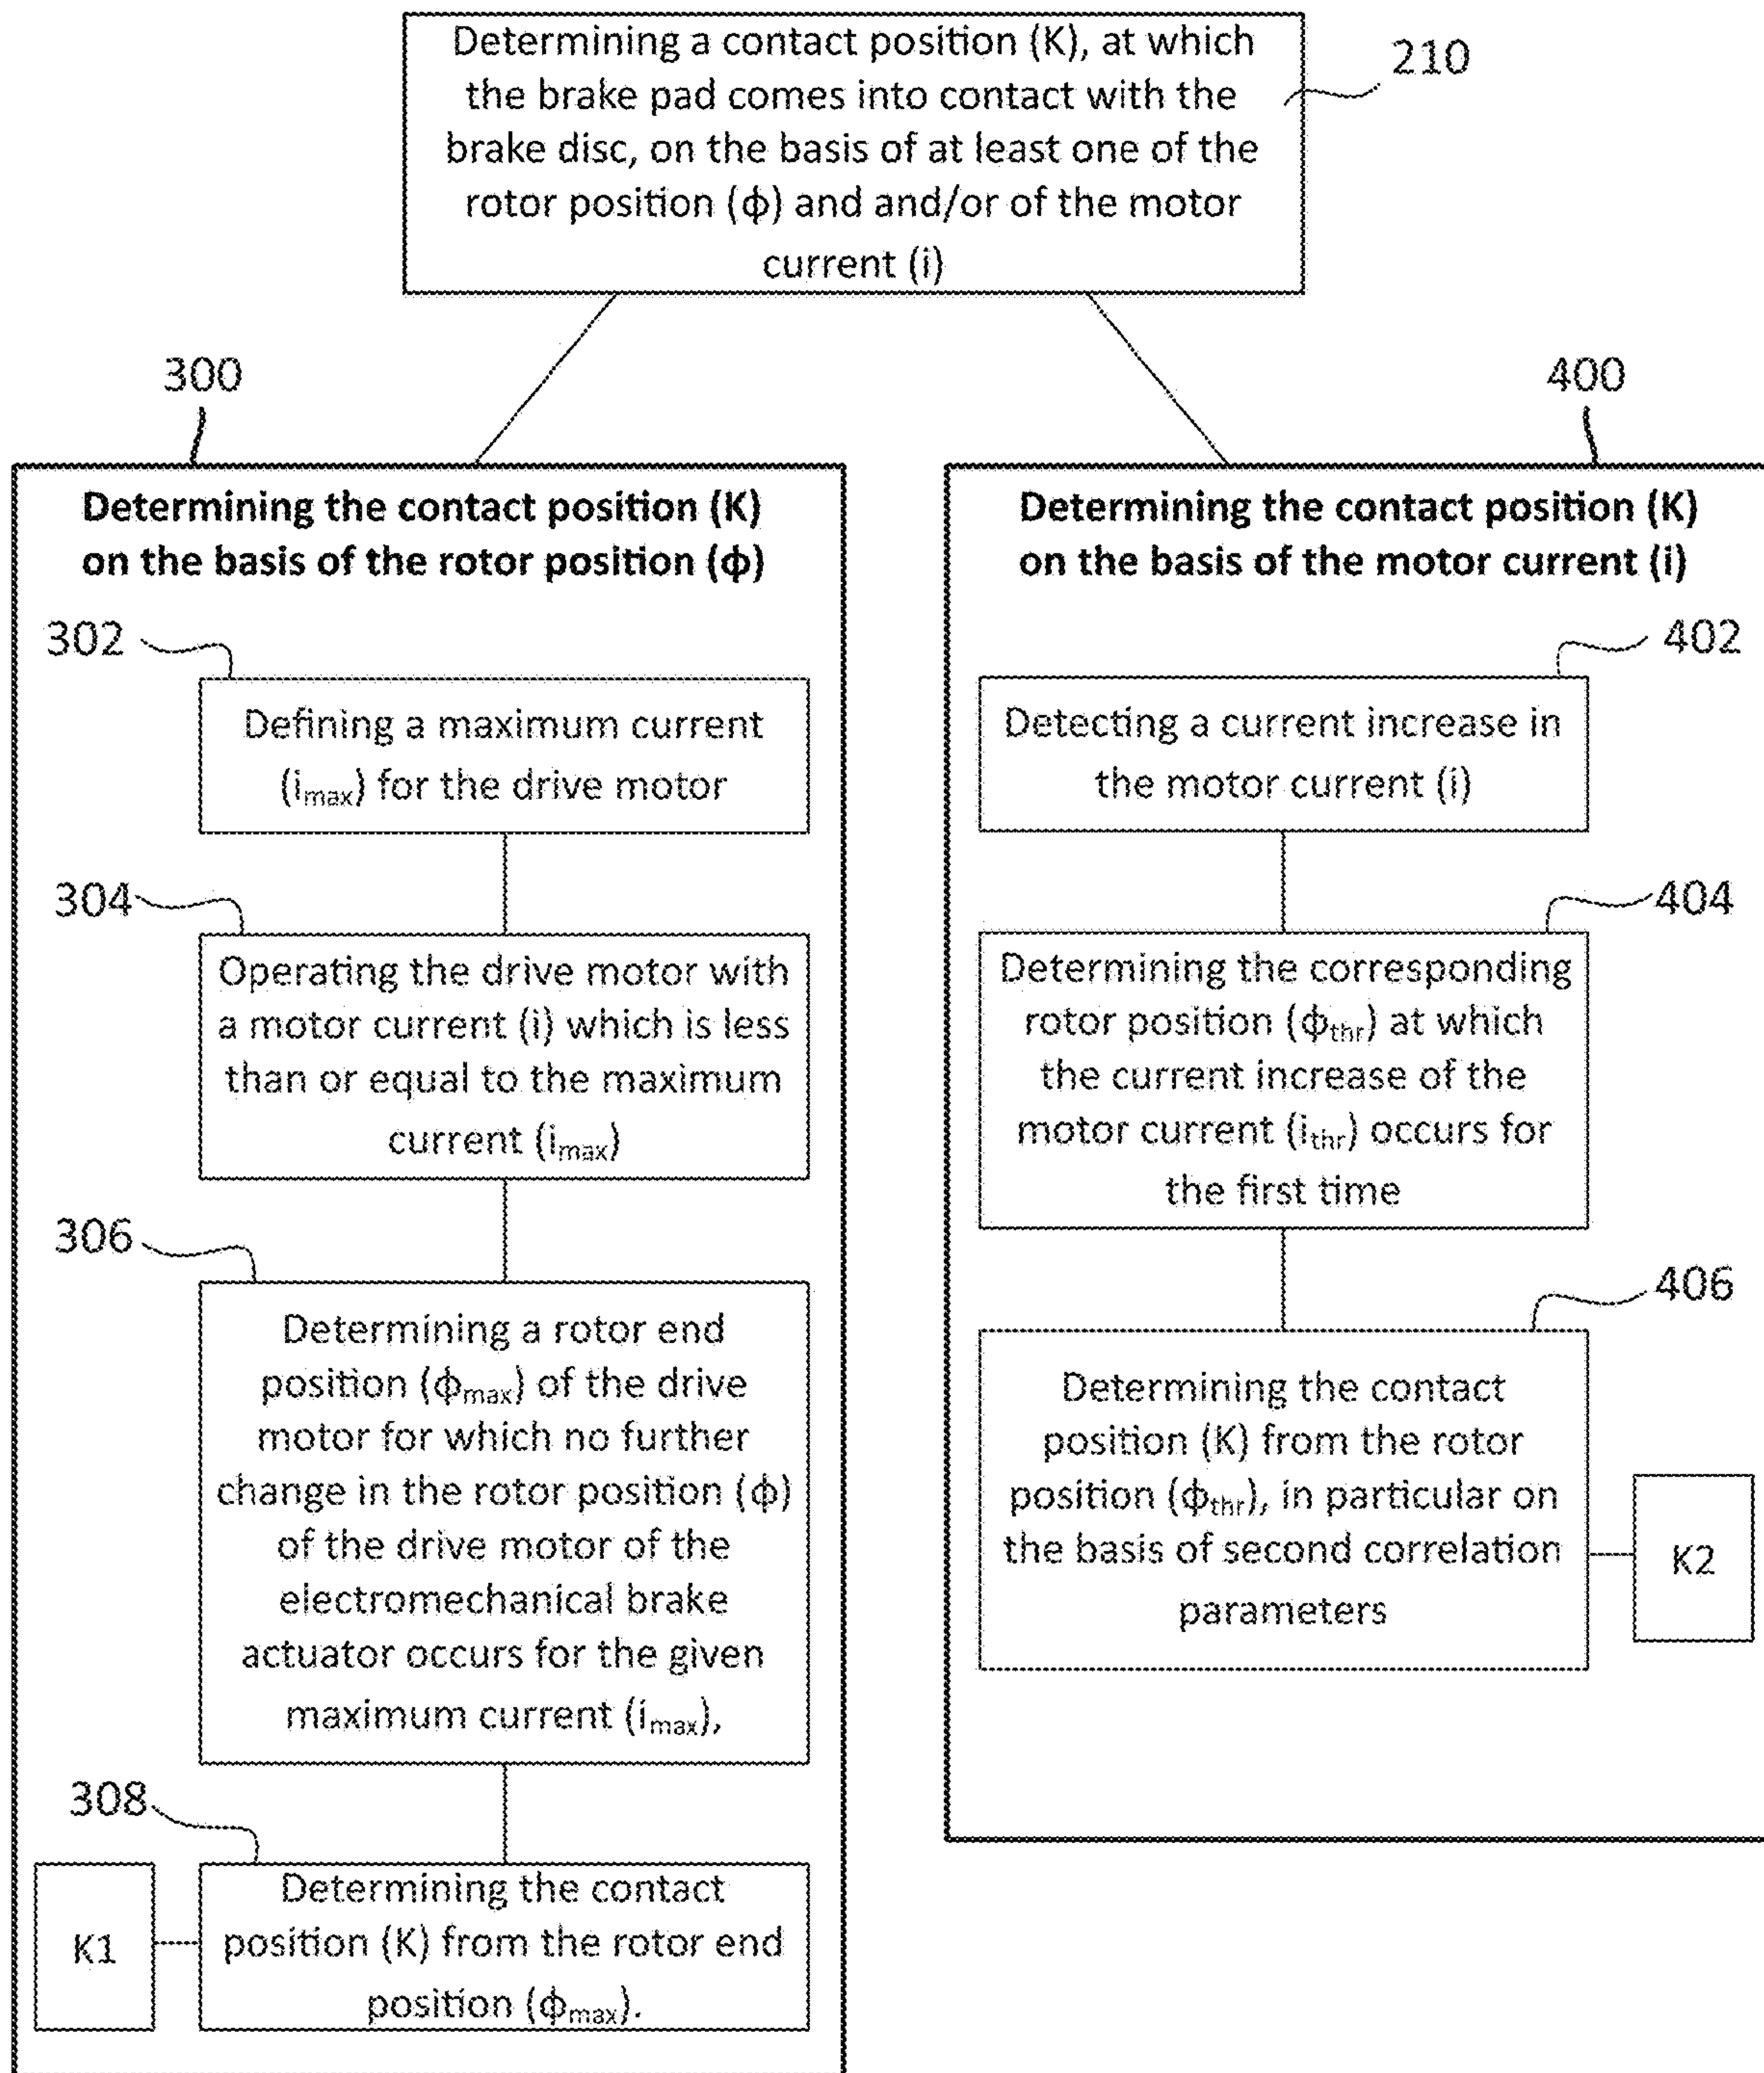 Determining a contact position (K), at which
the brake pad comes into contact with the
brake disc, on the basis of at least one of the
rotor position (ϕ) and and/or of the motor
current (i)
210
300
Determining the contact position (K)
on the basis of the rotor position (ϕ)
302
Defining a maximum current
(i_max) for the drive motor
304
Operating the drive motor with
a motor current (i) which is less
than or equal to the maximum
current (i_max)
306
Determining a rotor end
position (ϕ_max) of the drive
motor for which no further
change in the rotor position (ϕ)
of the drive motor of the
electromechanical brake
actuator occurs for the given
maximum current (i_max),
308
K1
Determining the contact
position (K) from the rotor end
position (ϕ_max).
400
Determining the contact position (K)
on the basis of the motor current (i)
402
Detecting a current increase in
the motor current (i)
404
Determining the corresponding
rotor position (ϕ_thr) at which
the current increase of the
motor current (i_thr) occurs for
the first time
406
Determining the contact
position (K) from the rotor
position (ϕ_thr), in particular on
the basis of second correlation
parameters
K2